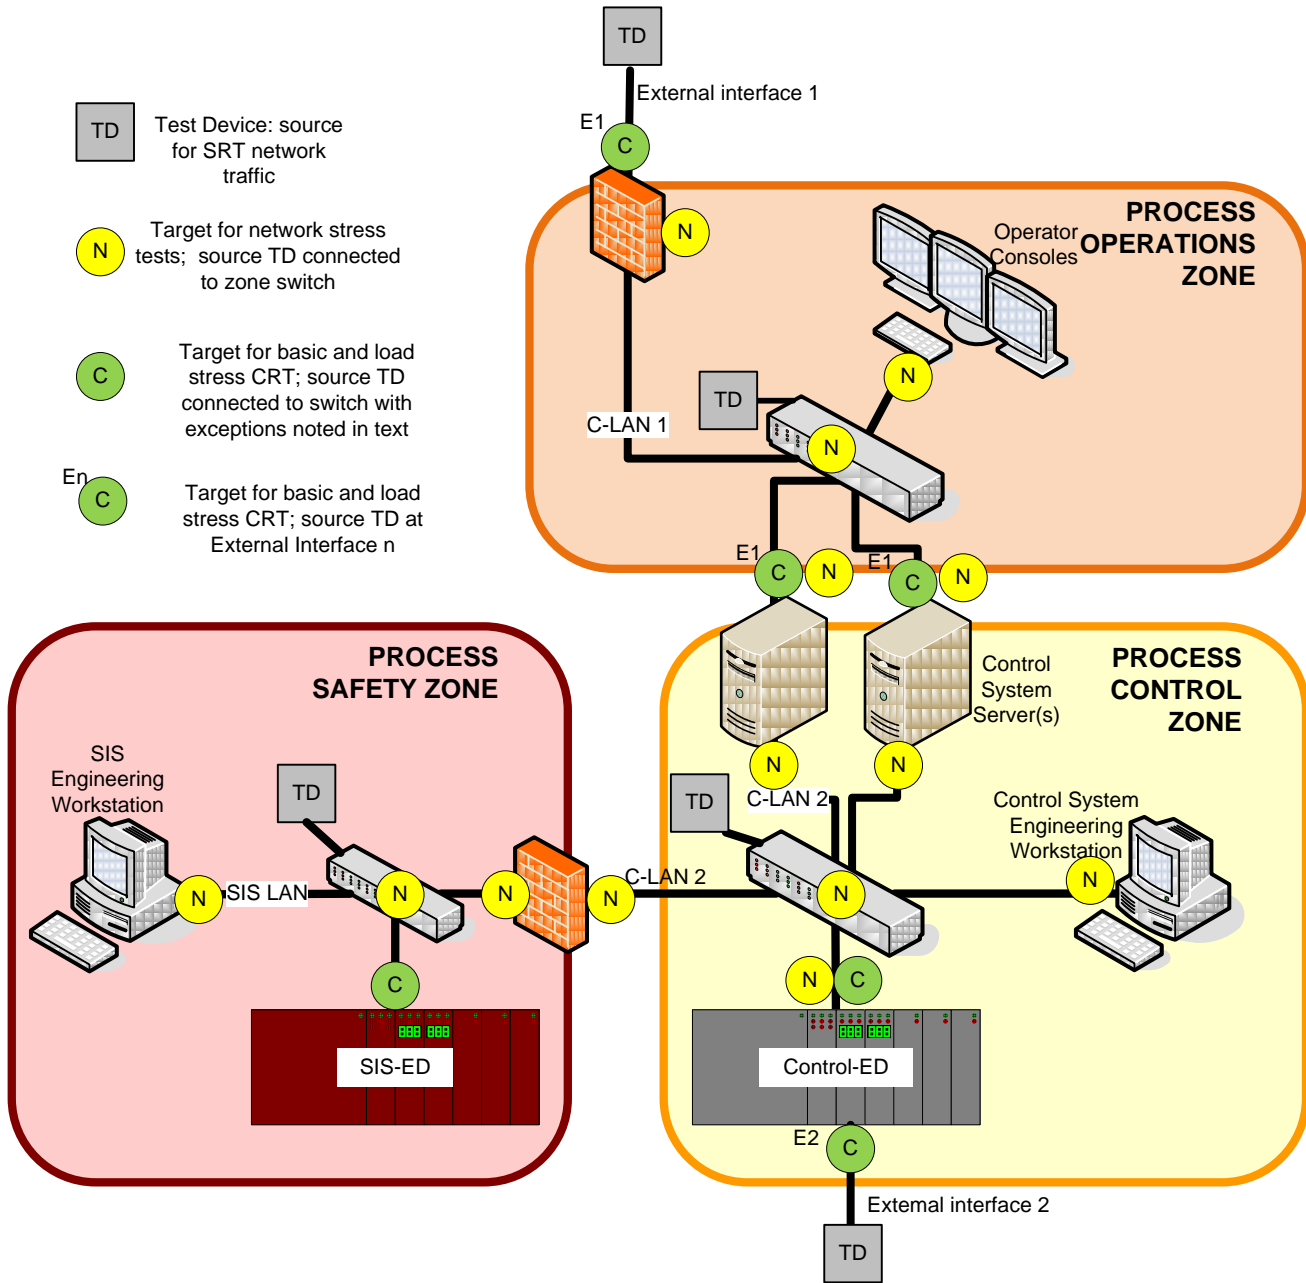 TD
External interface 1
E1
C
TD
Test Device: source
for SRT network
traffic
N
Target for network stress
tests; source TD connected
to zone switch
C
Target for basic and load
stress CRT; source TD
connected to switch with
exceptions noted in text
En
C
Target for basic and load
stress CRT; source TD at
External Interface n
PROCESS
OPERATIONS
ZONE
N
Operator
Consoles
N
TD
C-LAN 1
N
E1
C
N
E1
C
N
PROCESS
SAFETY ZONE
PROCESS
CONTROL
ZONE
Control
System
Server(s)
N
N
SIS
Engineering
Workstation
TD
TD
C-LAN 2
Control System
Engineering
Workstation
N
SIS LAN
N
N
N
C-LAN 2
N
N
C
N
C
SIS-ED
Control-ED
E2
C
External interface 2
TD